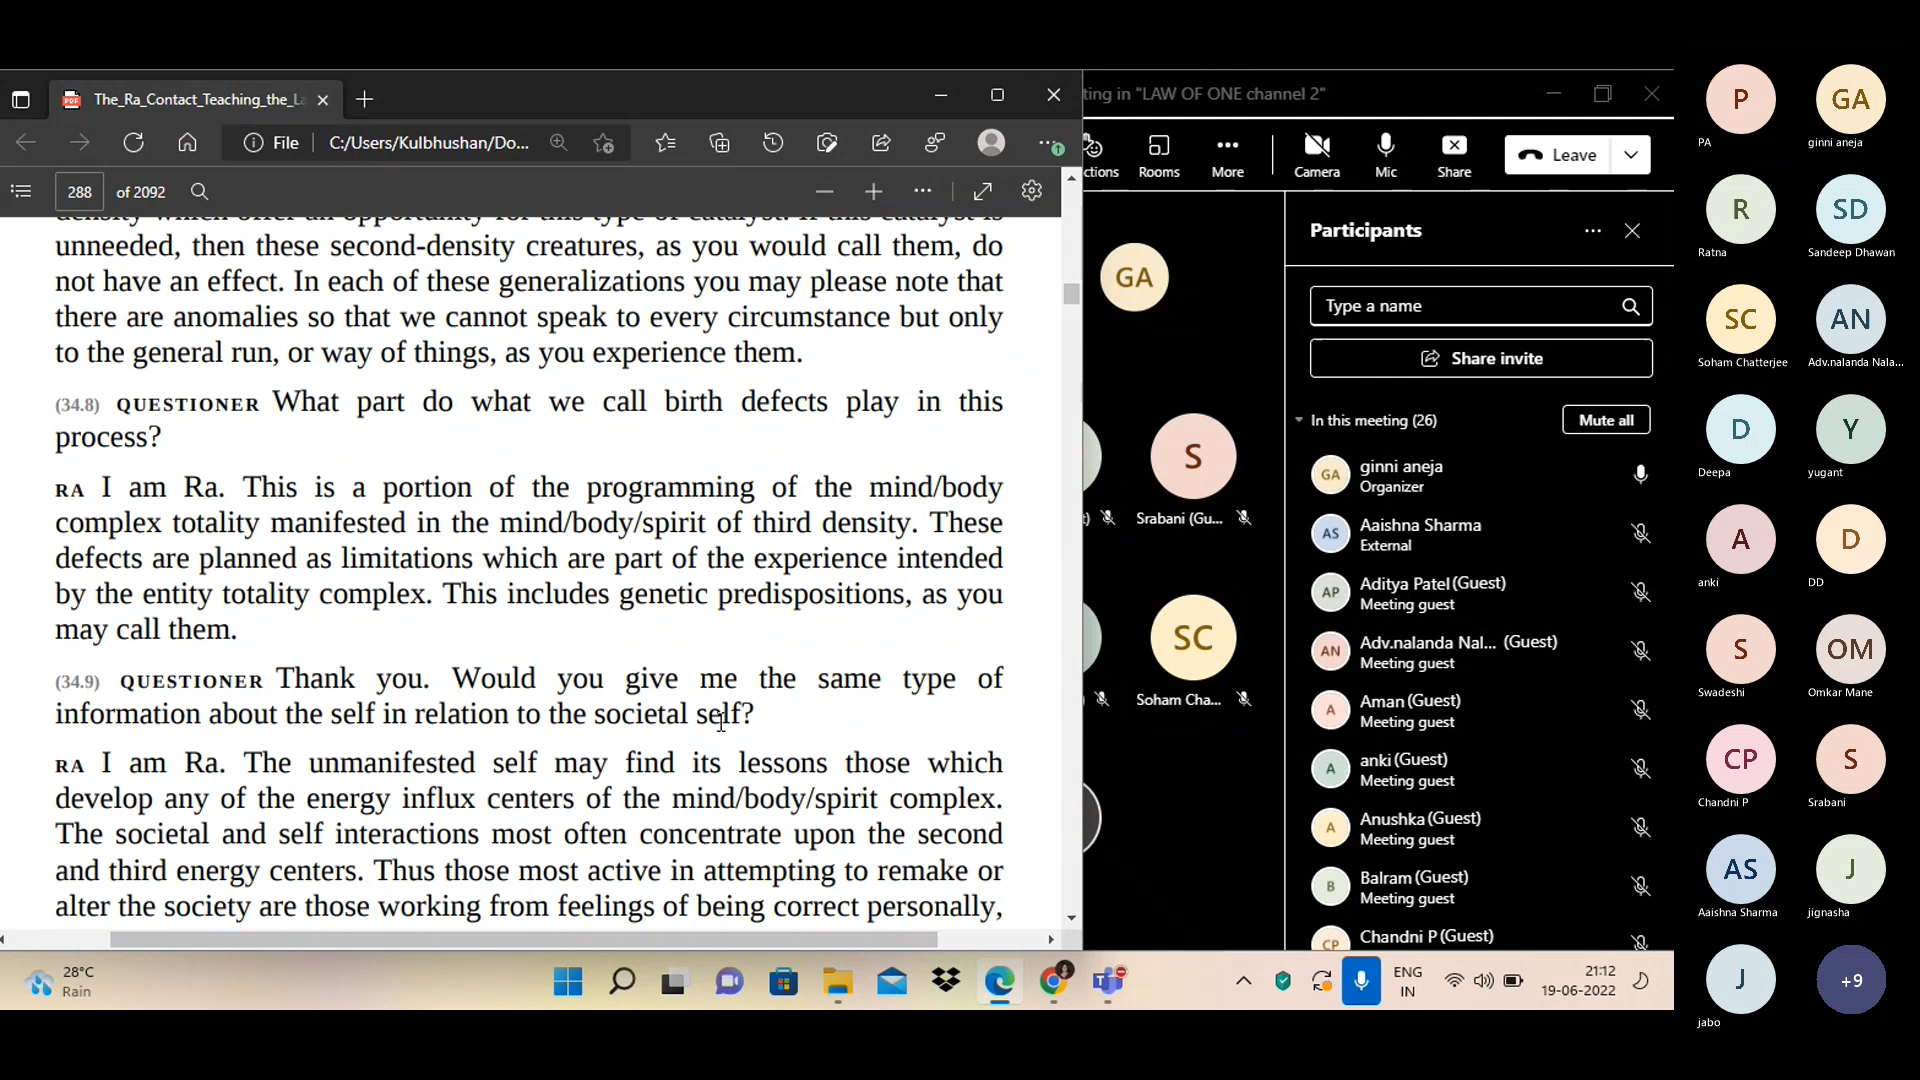 The_Ra_Contact_Teaching_the_La
File
C:/Users/Kulbhushan/Do...
288 of 2092
density which offer an opportunity for this type of catalyst. If this catalyst is
unneeded, then these second-density creatures, as you would call them, do
not have an effect. In each of these generalizations you may please note that
there are anomalies so that we cannot speak to every circumstance but only
to the general run, or way of things, as you experience them.
(34.8) QUESTIONER What part do what we call birth defects play in this
process?
RA I am Ra. This is a portion of the programming of the mind/body
complex totality manifested in the mind/body/spirit of third density. These
defects are planned as limitations which are part of the experience intended
by the entity totality complex. This includes genetic predispositions, as you
may call them.
(34.9) QUESTIONER Thank you. Would you give me the same type of
information about the self in relation to the societal self?
RA I am Ra. The unmanifested self may find its lessons those which
develop any of the energy influx centers of the mind/body/spirit complex.
The societal and self interactions most often concentrate upon the second
and third energy centers. Thus those most active in attempting to remake or
alter the society are those working from feelings of being correct personally,
ting in "LAW OF ONE channel 2"
ctions
Rooms
More
Camera
Mic
Share
Leave
GA
S
Srabani (Gu...
SC
Soham Cha...
Participants
Type a name
Share invite
In this meeting (26)
Mute all
GA
ginni aneja
Organizer
AS
Aaishna Sharma
External
AP
Aditya Patel (Guest)
Meeting guest
AN
Adv.nalanda Nal... (Guest)
Meeting guest
A
Aman (Guest)
Meeting guest
A
anki (Guest)
Meeting guest
A
Anushka (Guest)
Meeting guest
B
Balram (Guest)
Meeting guest
CP
Chandni P (Guest)
P
PA
GA
ginni aneja
R
Ratna
SD
Sandeep Dhawan
SC
Soham Chatterjee
AN
Adv.nalanda Nala...
D
Deepa
Y
yugant
A
anki
D
DD
S
Swadeshi
OM
Omkar Mane
CP
Chandni P
S
Srabani
AS
Aaishna Sharma
J
jignasha
J
jabo
+9
28°C
Rain
ENG
IN
21:12
19-06-2022